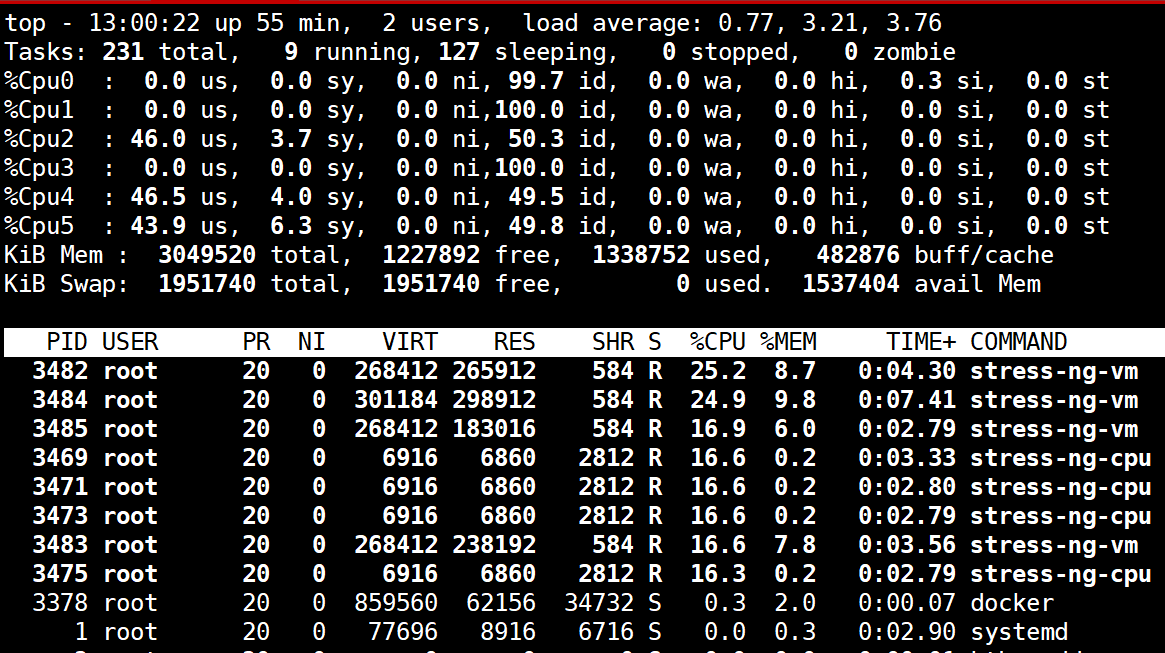 top - 13:00:22 up 55 min,  2 users,  load average: 0.77, 3.21, 3.76
Tasks: 231 total,   9 running, 127 sleeping,   0 stopped,   0 zombie
%Cpu0  :  0.0 us,  0.0 sy,  0.0 ni, 99.7 id,  0.0 wa,  0.0 hi,  0.3 si,  0.0 st
%Cpu1  :  0.0 us,  0.0 sy,  0.0 ni,100.0 id,  0.0 wa,  0.0 hi,  0.0 si,  0.0 st
%Cpu2  : 46.0 us,  3.7 sy,  0.0 ni, 50.3 id,  0.0 wa,  0.0 hi,  0.0 si,  0.0 st
%Cpu3  :  0.0 us,  0.0 sy,  0.0 ni,100.0 id,  0.0 wa,  0.0 hi,  0.0 si,  0.0 st
%Cpu4  : 46.5 us,  4.0 sy,  0.0 ni, 49.5 id,  0.0 wa,  0.0 hi,  0.0 si,  0.0 st
%Cpu5  : 43.9 us,  6.3 sy,  0.0 ni, 49.8 id,  0.0 wa,  0.0 hi,  0.0 si,  0.0 st
KiB Mem :  3049520 total,  1227892 free,  1338752 used,   482876 buff/cache
KiB Swap:  1951740 total,  1951740 free,        0 used.  1537404 avail Mem
   PID USER      PR  NI    VIRT    RES    SHR S  %CPU %MEM     TIME+ COMMAND
  3482 root      20   0  268412 265912    584 R  25.2  8.7   0:04.30 stress-ng-vm
  3484 root      20   0  301184 298912    584 R  24.9  9.8   0:07.41 stress-ng-vm
  3485 root      20   0  268412 183016    584 R  16.9  6.0   0:02.79 stress-ng-vm
  3469 root      20   0    6916   6860   2812 R  16.6  0.2   0:03.33 stress-ng-cpu
  3471 root      20   0    6916   6860   2812 R  16.6  0.2   0:02.80 stress-ng-cpu
  3473 root      20   0    6916   6860   2812 R  16.6  0.2   0:02.79 stress-ng-cpu
  3483 root      20   0  268412 238192    584 R  16.6  7.8   0:03.56 stress-ng-vm
  3475 root      20   0    6916   6860   2812 R  16.3  0.2   0:02.79 stress-ng-cpu
  3378 root      20   0  859560  62156  34732 S   0.3  2.0   0:00.07 docker
     1 root      20   0   77696   8916   6716 S   0.0  0.3   0:02.90 systemd